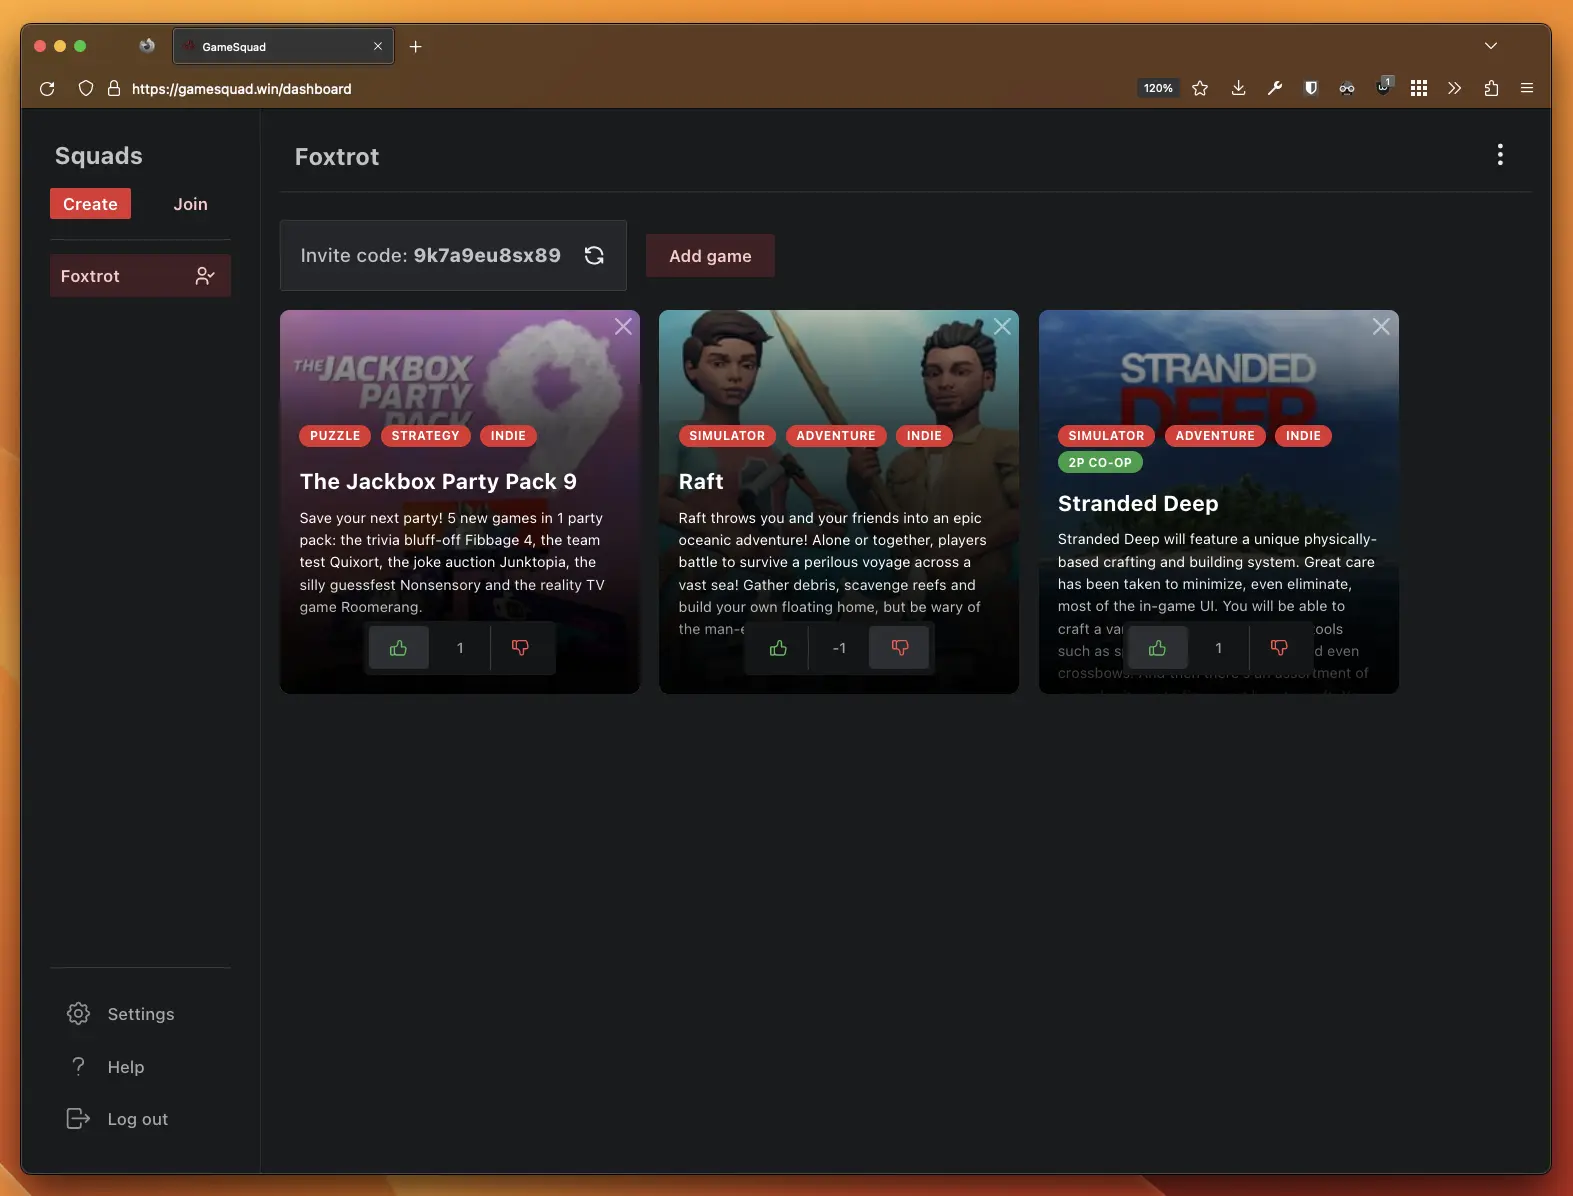 GameSquad
https://gamesquad.win/dashboard
120%
1
Squads
Create
Join
Foxtrot
Settings
Help
Log out
Foxtrot
Invite code: 9k7a9eu8sx89
Add game
THE JACKBOX
PARTY
PACK
9
PUZZLE
STRATEGY
INDIE
The Jackbox Party Pack 9
Save your next party! 5 new games in 1 party
pack: the trivia bluff-off Fibbage 4, the team
test Quixort, the joke auction Junktopia, the
silly guessfest Nonsensory and the reality TV
game Roomerang.
1
SIMULATOR
ADVENTURE
INDIE
Raft
Raft throws you and your friends into an epic
oceanic adventure! Alone or together, players
battle to survive a perilous voyage across a
vast sea! Gather debris, scavenge reefs and
build your own floating home, but be wary of
the
-1
STRANDED
DEEP
SIMULATOR
ADVENTURE
INDIE
2P CO-OP
Stranded Deep
Stranded Deep will feature a unique physically-
based crafting and building system. Great care
has been taken to minimize, even eliminate,
most of the in-game UI. You will be able to
craft a tools
such as even
crossbows. And then there's an assortment of
1